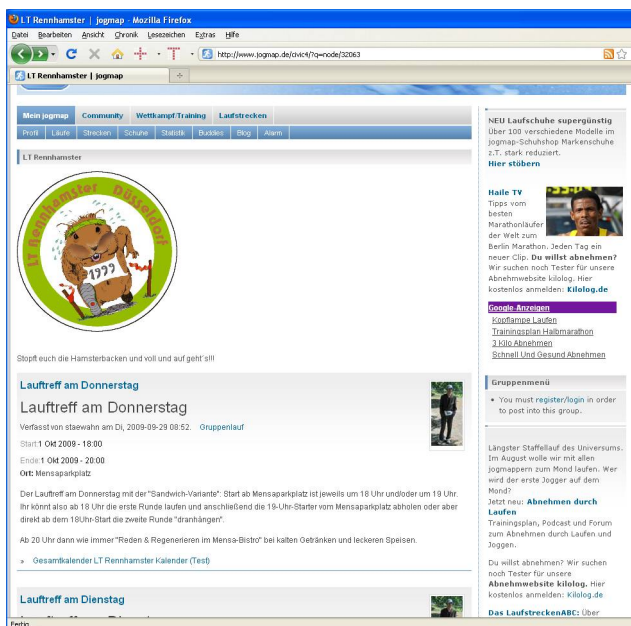 LT Rennhamster | jogmap - Mozilla Firefox
Datei Bearbeiten Ansicht Chronik Lesezeichen Extras Hilfe
http://www.jogmap.de/civic4/?q=node/32063
LT Rennhamster | jogmap
Mein jogmap Community Wettkampf/Training Laufstrecken
Profil Läufe Strecken Schuhe Statistik Buddies Blog Alarm
LT Rennhamster
LT Rennhamster Düsseldorf
1999
Stopft euch die Hamsterbacken und voll und auf geht´s!!!
Lauftreff am Donnerstag
Lauftreff am Donnerstag
Verfasst von staewahn am Di, 2009-09-29 08:52. Gruppenlauf
Start:1 Okt 2009 - 18:00
Ende:1 Okt 2009 - 20:00
Ort: Mensaparkplatz
Der Lauftreff am Donnerstag mit der "Sandwich-Variante": Start ab Mensaparkplatz ist jeweils um 18 Uhr und/oder um 19 Uhr.
Ihr könnt also ab 18 Uhr die erste Runde laufen und anschließend die 19-Uhr-Starter vom Mensaparkplatz abholen oder aber
direkt ab dem 18Uhr-Start die zweite Runde "dranhängen".
Ab 20 Uhr dann wie immer "Reden & Regenerieren im Mensa-Bistro" bei kalten Getränken und leckeren Speisen.
» Gesamtkalender LT Rennhamster Kalender (Test)
Lauftreff am Dienstag
NEU Laufschuhe supergünstig
Über 100 verschiedene Modelle im
jogmap-Schuhshop Markenschuhe
z.T. stark reduziert.
Hier stöbern
Haile TV
Tipps vom
besten
Marathonläufer
der Welt zum
Berlin Marathon. Jeden Tag ein
neuer Clip. Du willst abnehmen?
Wir suchen noch Tester für unsere
Abnehmwebsite kilolog. Hier
kostenlos anmelden: Kilolog.de
Google-Anzeigen
Kopflampe Laufen
Trainingsplan Halbmarathon
3 Kilo Abnehmen
Schnell Und Gesund Abnehmen
Gruppenmenü
• You must register/login in order
to post into this group.
Längster Staffellauf des Universums.
Im August wolle wir mit allen
jogmappern zum Mond laufen. Wer
wird der erste Jogger auf dem
Mond?
Jetzt neu: Abnehmen durch
Laufen
Trainingsplan, Podcast und Forum
zum Abnehmen durch Laufen und
Joggen.
Du willst abnehmen? Wir suchen
noch Tester für unsere
Abnehmwebsite kilolog. Hier
kostenlos anmelden: Kilolog.de
Das LaufstreckenABC: Über
Fertig